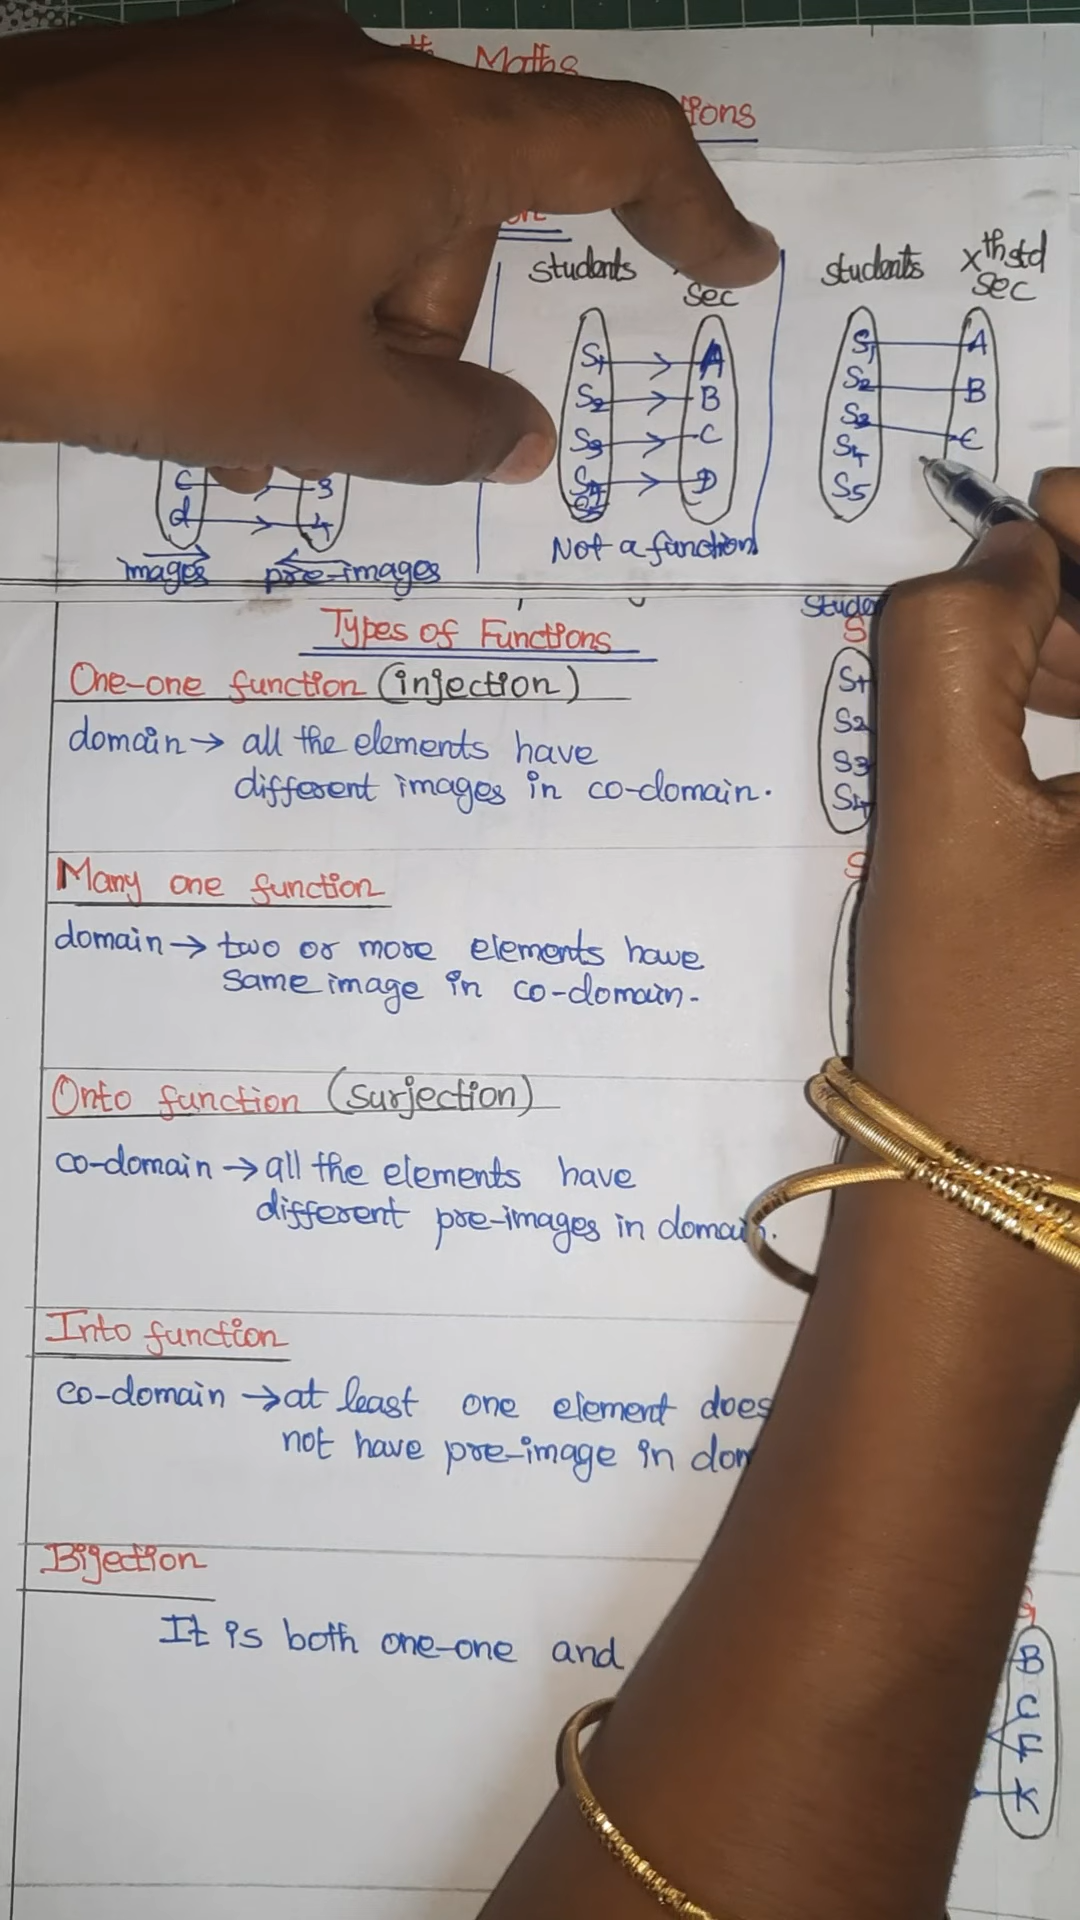 th Maths
tions
students
sec
S1 A
S2 B
S3 C
S4 D
S5
Not a function
students Xth std
sec
S1 A
S2 B
S3 C
S4
S5
c 3
d 4
images pre-images
Types of Functions
One-one function (injection)
domain → all the elements have
different images in co-domain.
Stude
S
S1
S2
S3
S4
Many one function
domain → two or more elements have
same image in co-domain-
S
Onto function (surjection)
co-domain → all the elements have
different pre-images in domain.
Into function
co-domain → at least one element does
not have pre-image in dom
Bijection
It is both one-one and
B
C
F
K